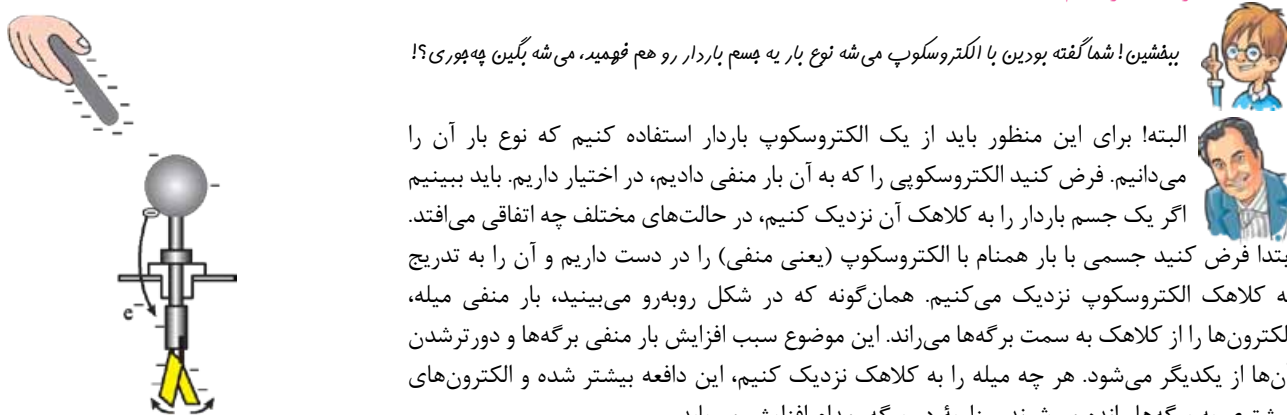 ببفشین! شما گفته بودین با الکتروسکوپ می‌شه نوع بار یه جسم باردار رو هم فهمید، می‌شه بگین چه‌جوری؟!
البته! برای این منظور باید از یک الکتروسکوپ باردار استفاده کنیم که نوع بار آن را
می‌دانیم. فرض کنید الکتروسکوپی را که به آن بار منفی دادیم، در اختیار داریم. باید ببینیم
اگر یک جسم باردار را به کلاهک آن نزدیک کنیم، در حالت‌های مختلف چه اتفاقی می‌افتد.
بتدا فرض کنید جسمی با بار همنام با الکتروسکوپ (یعنی منفی) را در دست داریم و آن را به تدریج
ه کلاهک الکتروسکوپ نزدیک می‌کنیم. همان‌گونه که در شکل روبه‌رو می‌بینید، بار منفی میله،
لکترون‌ها را از کلاهک به سمت برگه‌ها می‌راند. این موضوع سبب افزایش بار منفی برگه‌ها و دورترشدن
ن‌ها از یکدیگر می‌شود. هر چه میله را به کلاهک نزدیک کنیم، این دافعه بیشتر شده و الکترون‌های
e